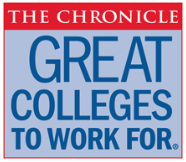 THE CHRONICLE
GREAT
COLLEGES
TO WORK FOR®